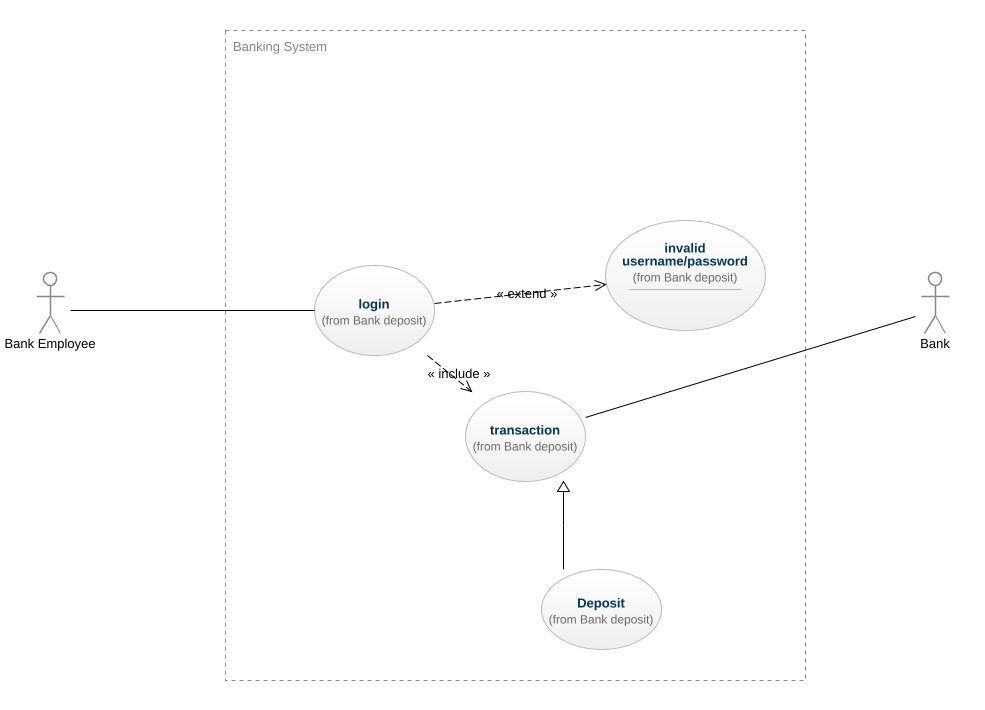 Banking System
invalid
username/password
(from Bank deposit)
login
(from Bank deposit)
« extend »
Bank Employee
Bank
« include »
transaction
(from Bank deposit)
Deposit
(from Bank deposit)